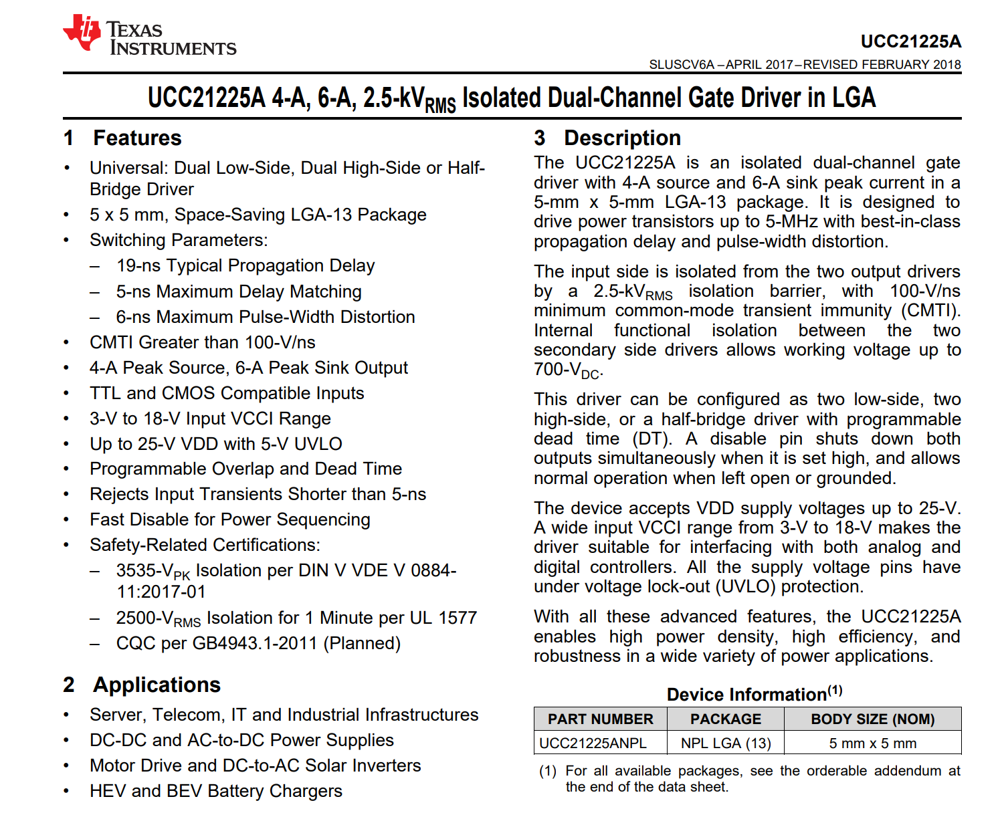 TEXAS
INSTRUMENTS
UCC21225A
SLUSCV6A –APRIL 2017–REVISED FEBRUARY 2018
UCC21225A 4-A, 6-A, 2.5-kVRMS Isolated Dual-Channel Gate Driver in LGA
1 Features
• Universal: Dual Low-Side, Dual High-Side or Half-
Bridge Driver
• 5 x 5 mm, Space-Saving LGA-13 Package
• Switching Parameters:
– 19-ns Typical Propagation Delay
– 5-ns Maximum Delay Matching
– 6-ns Maximum Pulse-Width Distortion
• CMTI Greater than 100-V/ns
• 4-A Peak Source, 6-A Peak Sink Output
• TTL and CMOS Compatible Inputs
• 3-V to 18-V Input VCCI Range
• Up to 25-V VDD with 5-V UVLO
• Programmable Overlap and Dead Time
• Rejects Input Transients Shorter than 5-ns
• Fast Disable for Power Sequencing
• Safety-Related Certifications:
– 3535-VPK Isolation per DIN V VDE V 0884-
11:2017-01
– 2500-VRMS Isolation for 1 Minute per UL 1577
– CQC per GB4943.1-2011 (Planned)
2 Applications
• Server, Telecom, IT and Industrial Infrastructures
• DC-DC and AC-to-DC Power Supplies
• Motor Drive and DC-to-AC Solar Inverters
• HEV and BEV Battery Chargers
3 Description
The UCC21225A is an isolated dual-channel gate
driver with 4-A source and 6-A sink peak current in a
5-mm x 5-mm LGA-13 package. It is designed to
drive power transistors up to 5-MHz with best-in-class
propagation delay and pulse-width distortion.
The input side is isolated from the two output drivers
by a 2.5-kVRMS isolation barrier, with 100-V/ns
minimum common-mode transient immunity (CMTI).
Internal functional isolation between the two
secondary side drivers allows working voltage up to
700-VDC.
This driver can be configured as two low-side, two
high-side, or a half-bridge driver with programmable
dead time (DT). A disable pin shuts down both
outputs simultaneously when it is set high, and allows
normal operation when left open or grounded.
The device accepts VDD supply voltages up to 25-V.
A wide input VCCI range from 3-V to 18-V makes the
driver suitable for interfacing with both analog and
digital controllers. All the supply voltage pins have
under voltage lock-out (UVLO) protection.
With all these advanced features, the UCC21225A
enables high power density, high efficiency, and
robustness in a wide variety of power applications.
Device Information(1)
PART NUMBER PACKAGE BODY SIZE (NOM)
UCC21225ANPL NPL LGA (13) 5 mm x 5 mm
(1) For all available packages, see the orderable addendum at
the end of the data sheet.